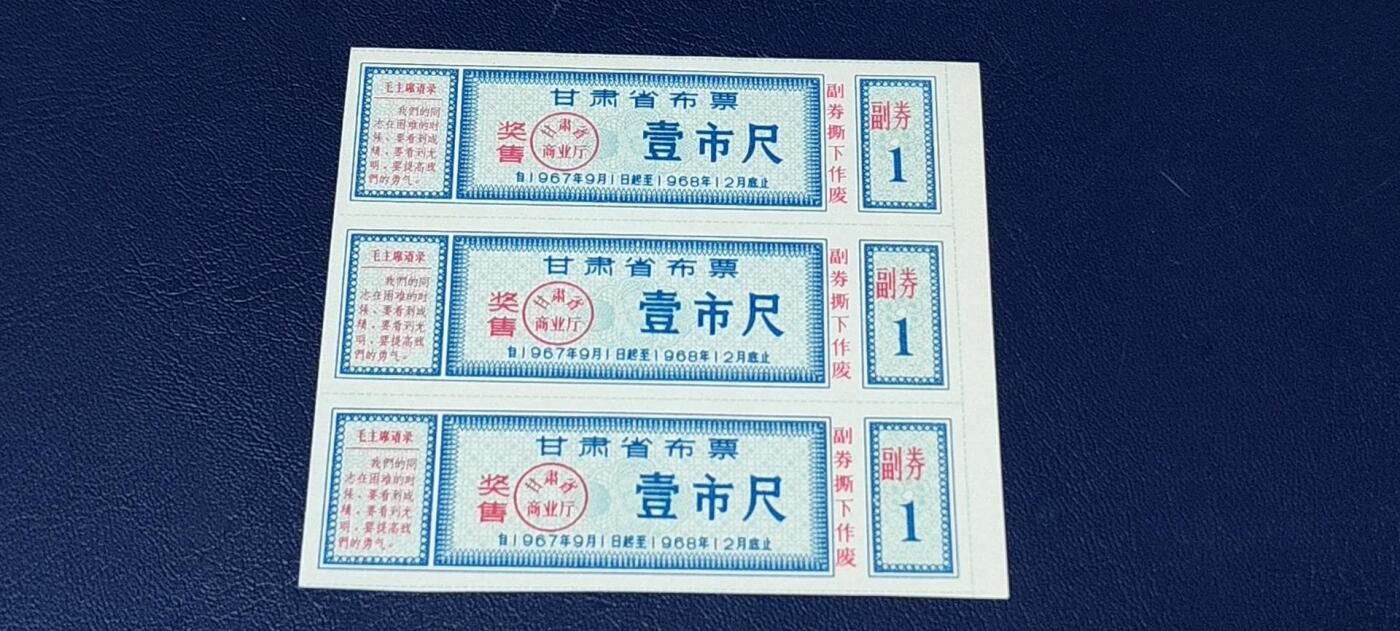 毛主席语录
我們的同
志在困难的时
候、要看到成
績，要看到光
明，要提高我
們的勇气。
甘肃省布票
奖售
甘肃省
商业厅
壹市尺
自1967年9月1日起至1968年12月底止
副券撕下作废
副券
1
毛主席语录
我們的同
志在困难的时
候、要看到成
績，要看到光
明，要提高我
們的勇气。
甘肃省布票
奖售
甘肃省
商业厅
壹市尺
自1967年9月1日起至1968年12月底止
副券撕下作废
副券
1
毛主席语录
我們的同
志在困难的时
候、要看到成
績，要看到光
明，要提高我
們的勇气。
甘肃省布票
奖售
甘肃省
商业厅
壹市尺
自1967年9月1日起至1968年12月底止
副券撕下作废
副券
1